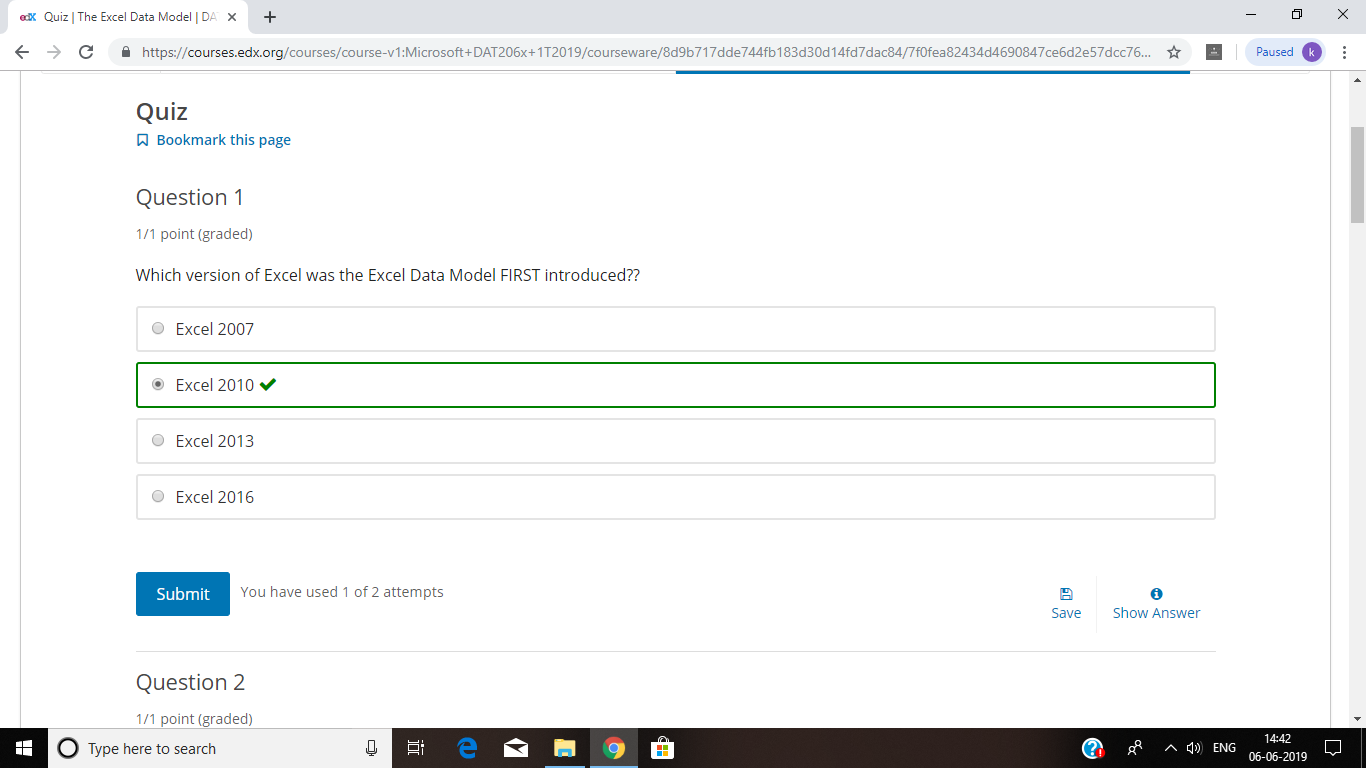 edX Quiz | The Excel Data Model | DA
https://courses.edx.org/courses/course-v1:Microsoft+DAT206x+1T2019/courseware/8d9b717dde744fb183d30d14fd7dac84/7f0fea82434d4690847ce6d2e57dcc76...
Paused k
Quiz
Bookmark this page
Question 1
1/1 point (graded)
Which version of Excel was the Excel Data Model FIRST introduced??
Excel 2007
Excel 2010
Excel 2013
Excel 2016
Submit You have used 1 of 2 attempts
Save
Show Answer
Question 2
1/1 point (graded)
Type here to search
ENG
14:42
06-06-2019